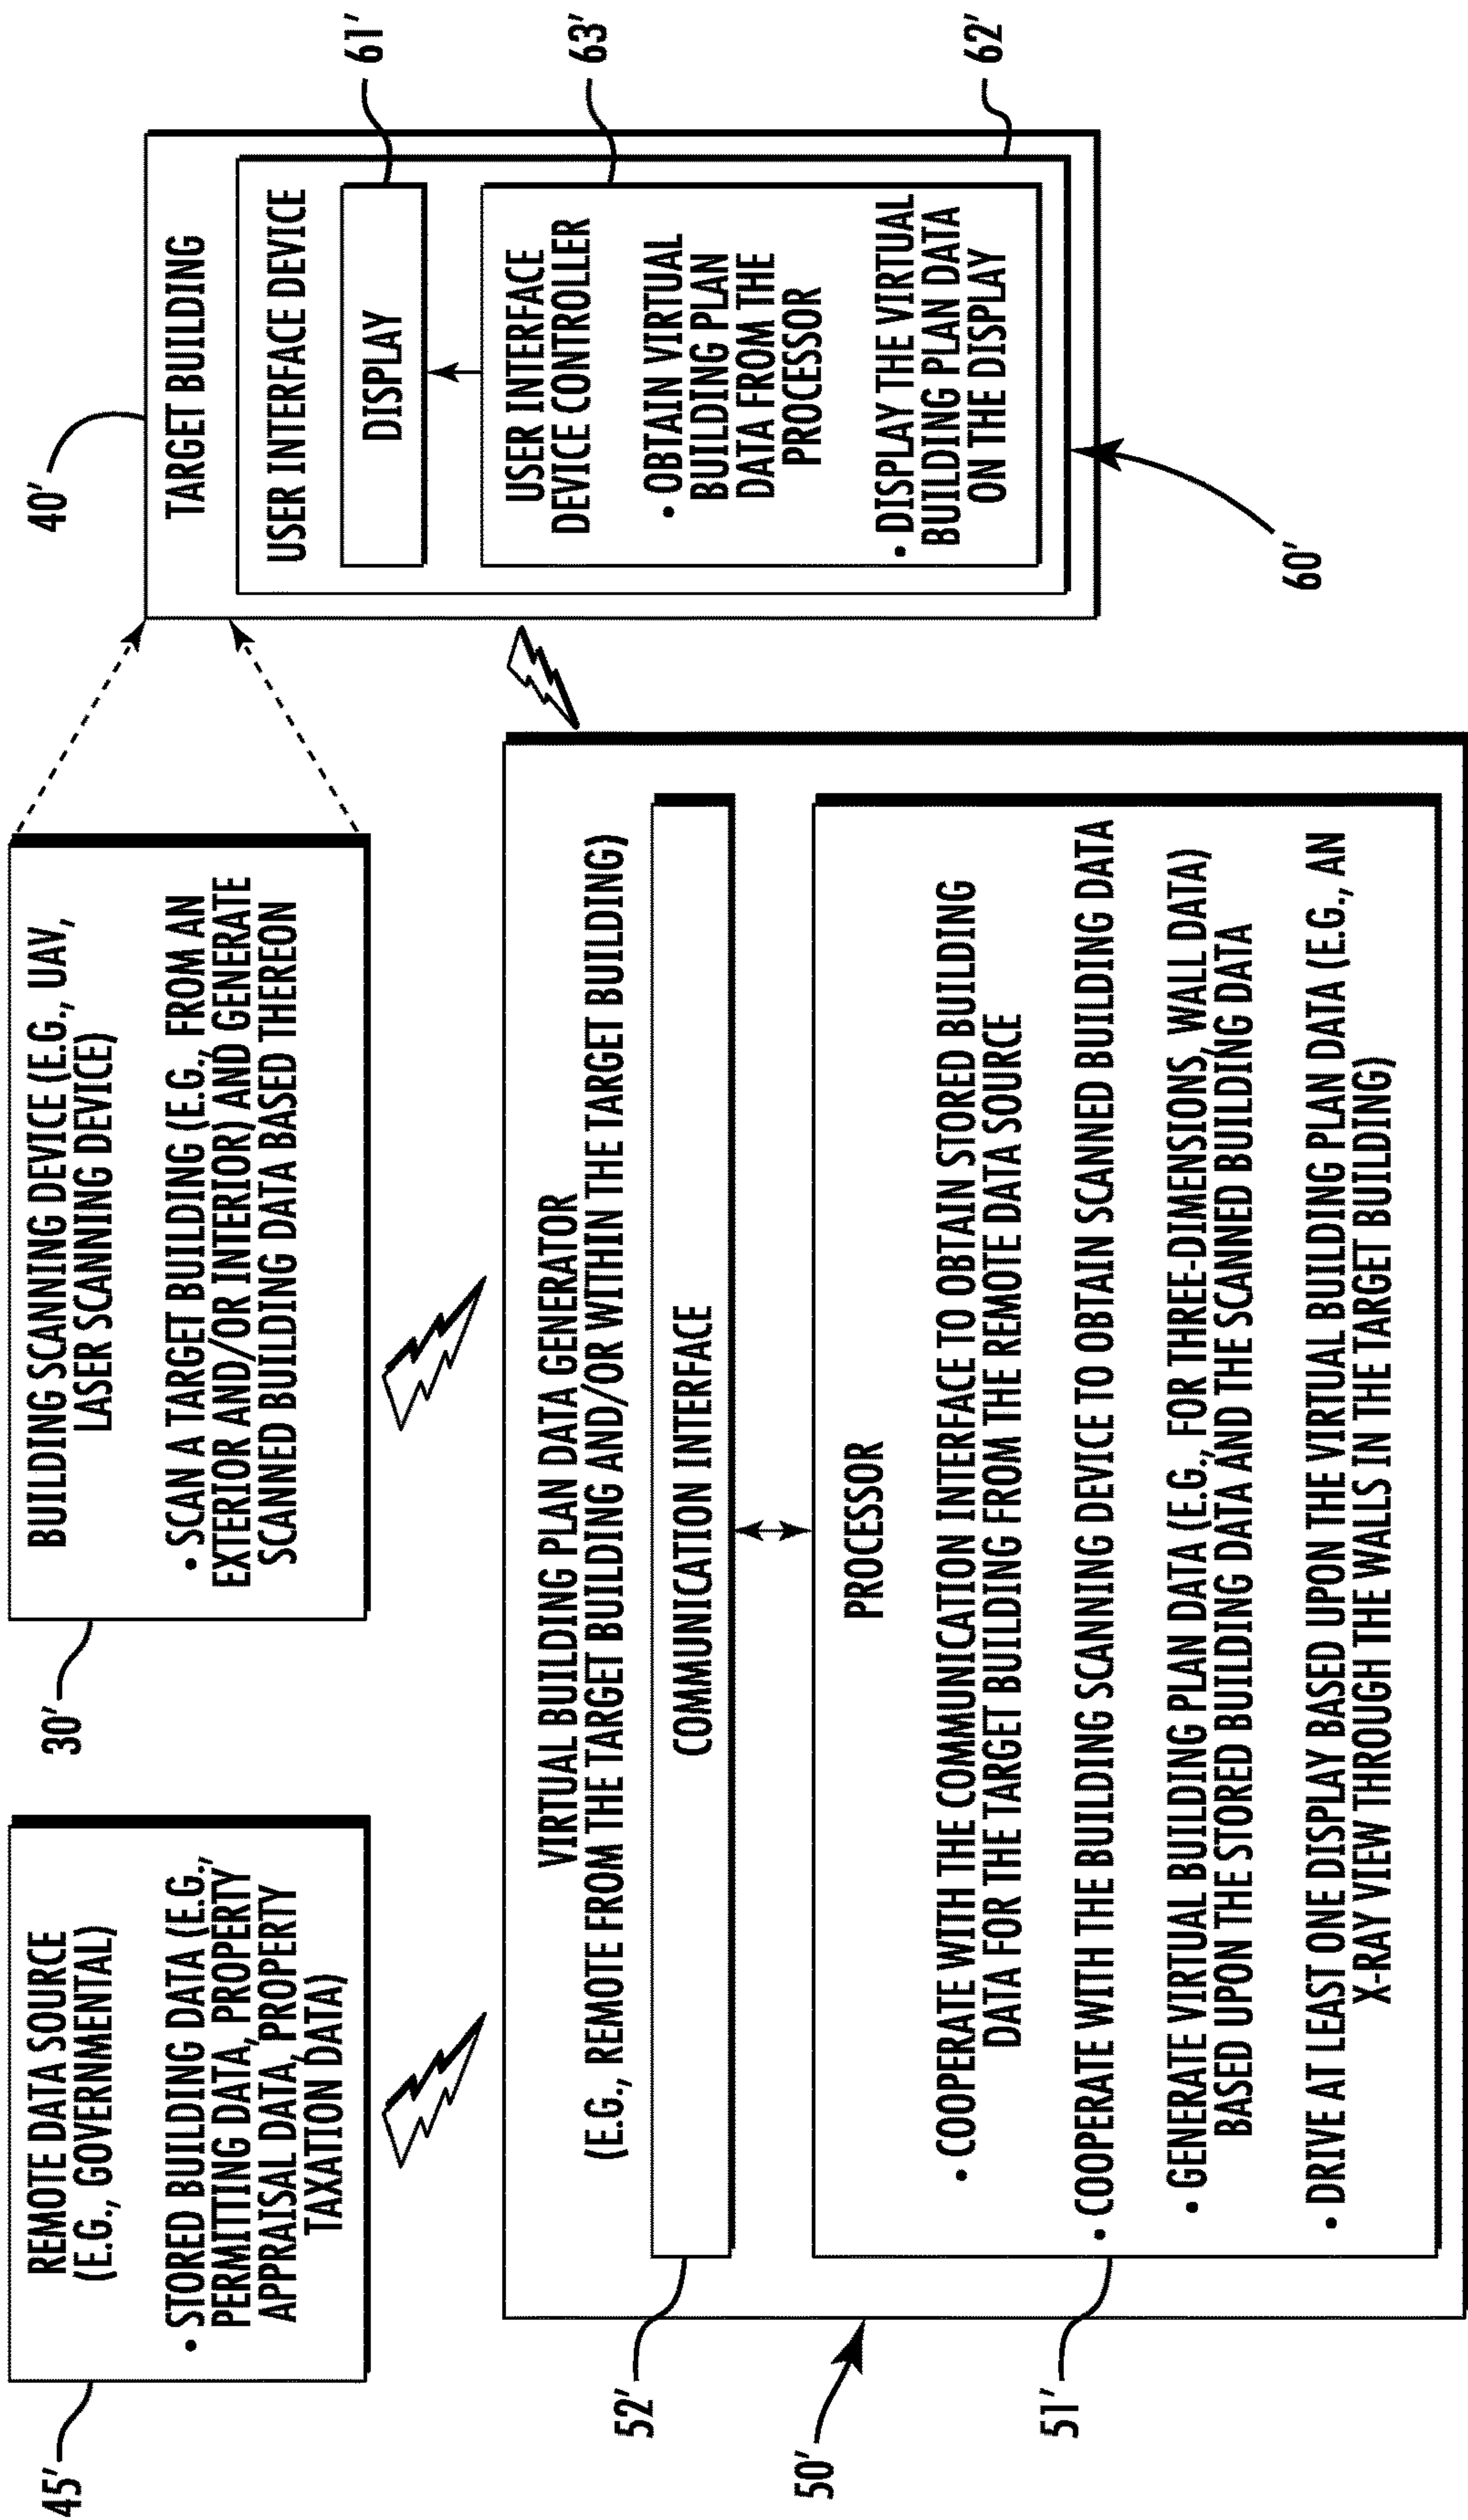 45'
REMOTE DATA SOURCE
(E.G., GOVERNMENTAL)
• STORED BUILDING DATA (E.G.,
PERMITTING DATA, PROPERTY
APPRAISAL DATA, PROPERTY
TAXATION DATA)
30'
BUILDING SCANNING DEVICE (E.G., UAV,
LASER SCANNING DEVICE)
• SCAN A TARGET BUILDING (E.G., FROM AN
EXTERIOR AND/OR INTERIOR) AND GENERATE
SCANNED BUILDING DATA BASED THEREON
40'
TARGET BUILDING
USER INTERFACE DEVICE
DISPLAY
61'
USER INTERFACE
DEVICE CONTROLLER
• OBTAIN VIRTUAL
BUILDING PLAN
DATA FROM THE
PROCESSOR
• DISPLAY THE VIRTUAL
BUILDING PLAN DATA
ON THE DISPLAY
63'
62'
60'
50'
VIRTUAL BUILDING PLAN DATA GENERATOR
(E.G., REMOTE FROM THE TARGET BUILDING AND/OR WITHIN THE TARGET BUILDING)
52'
COMMUNICATION INTERFACE
51'
PROCESSOR
• COOPERATE WITH THE COMMUNICATION INTERFACE TO OBTAIN STORED BUILDING
DATA FOR THE TARGET BUILDING FROM THE REMOTE DATA SOURCE
• COOPERATE WITH THE BUILDING SCANNING DEVICE TO OBTAIN SCANNED BUILDING DATA
• GENERATE VIRTUAL BUILDING PLAN DATA (E.G., FOR THREE-DIMENSIONS, WALL DATA)
BASED UPON THE STORED BUILDING DATA AND THE SCANNED BUILDING DATA
• DRIVE AT LEAST ONE DISPLAY BASED UPON THE VIRTUAL BUILDING PLAN DATA (E.G., AN
X-RAY VIEW THROUGH THE WALLS IN THE TARGET BUILDING)